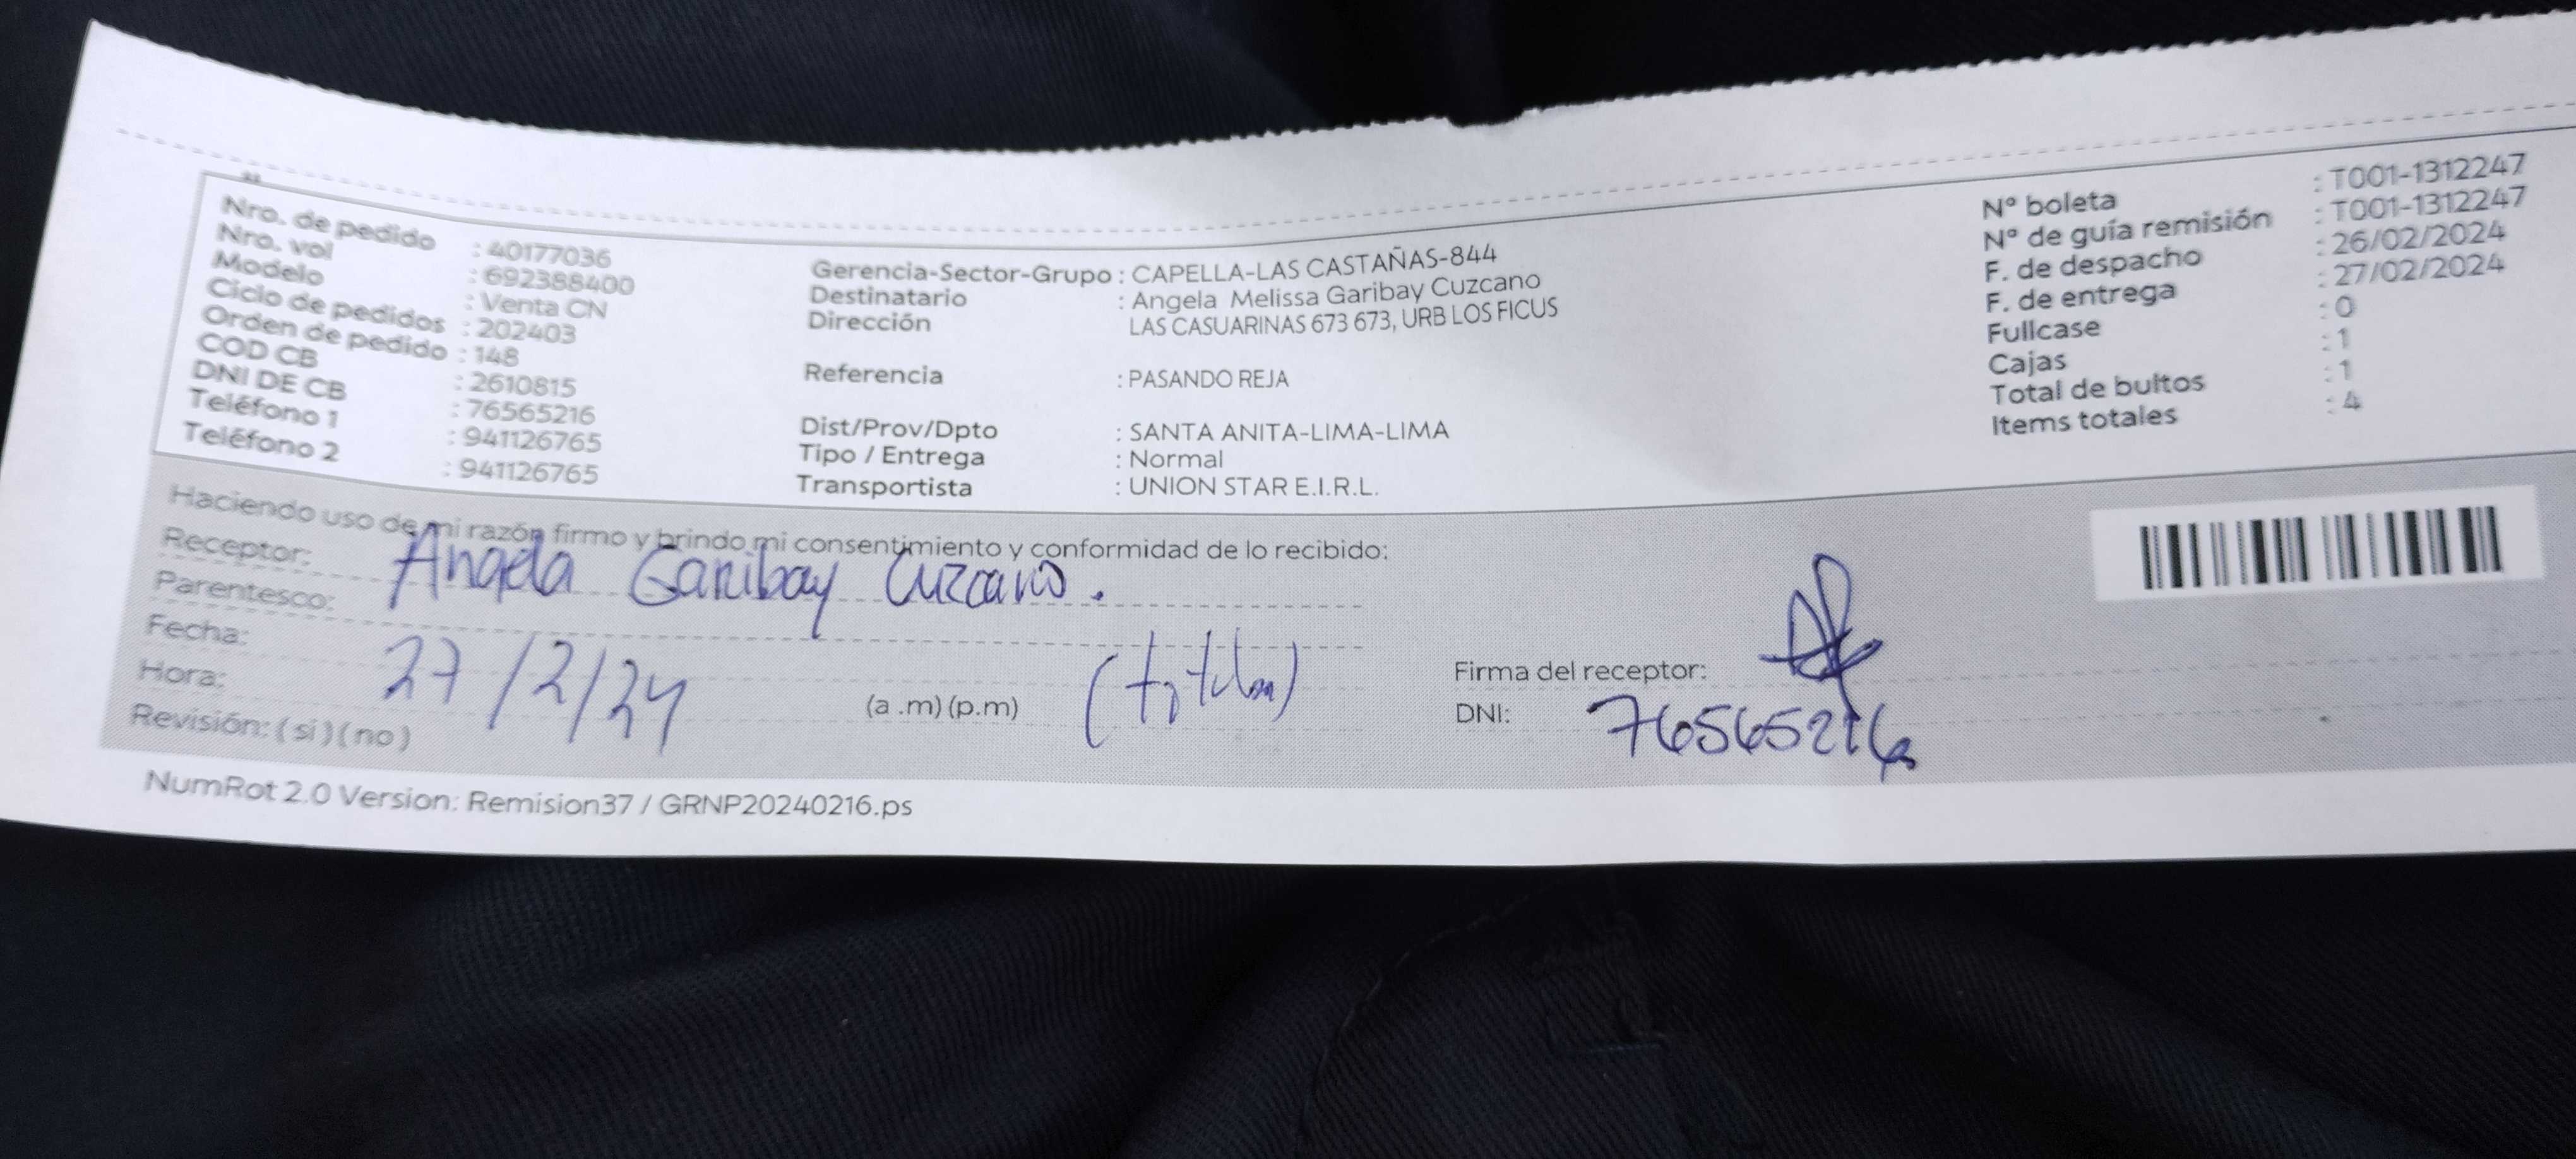 Nro. de pedido : 40177036
Nro. vol : 692388400
Modelo : Venta CN
Ciclo de pedidos : 202403
Orden de pedido : 148
COD CB : 2610815
DNI DE CB : 76565216
Teléfono 1 : 941126765
Teléfono 2 : 941126765
Gerencia-Sector-Grupo : CAPELLA-LAS CASTAÑAS-844
Destinatario : Angela Melissa Garibay Cuzcano
Dirección LAS CASUARINAS 673 673, URB LOS FICUS
Referencia : PASANDO REJA
Dist/Prov/Dpto : SANTA ANITA-LIMA-LIMA
Tipo / Entrega : Normal
Transportista : UNION STAR E.I.R.L.
N° boleta : T001-1312247
N° de guía remisión : T001-1312247
F. de despacho : 26/02/2024
F. de entrega : 27/02/2024
Fullcase : 0
Cajas : 1
Total de bultos : 1
Items totales : 4
Haciendo uso de mi razón firmo y brindo mi consentimiento y conformidad de lo recibido:
Receptor: Angela Garibay Cuzcano.
Parentesco:
Fecha: 27/2/24 (titular)
Hora: (a .m) (p.m)
Revisión: ( si ) ( no )
Firma del receptor:
DNI: 76565216
NumRot 2.0 Version: Remision37 / GRNP20240216.ps